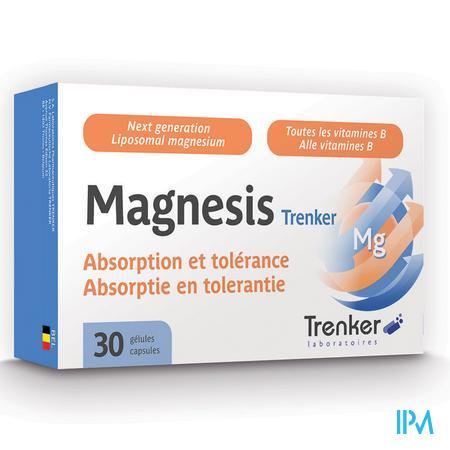 Next generation
Liposomal magnesium
Toutes les vitamines B
Alle vitamines B
Magnesis Trenker
Mg
Absorption et tolérance
Absorptie en tolerantie
30 gélules
capsules
Trenker
laboratoires
IPM